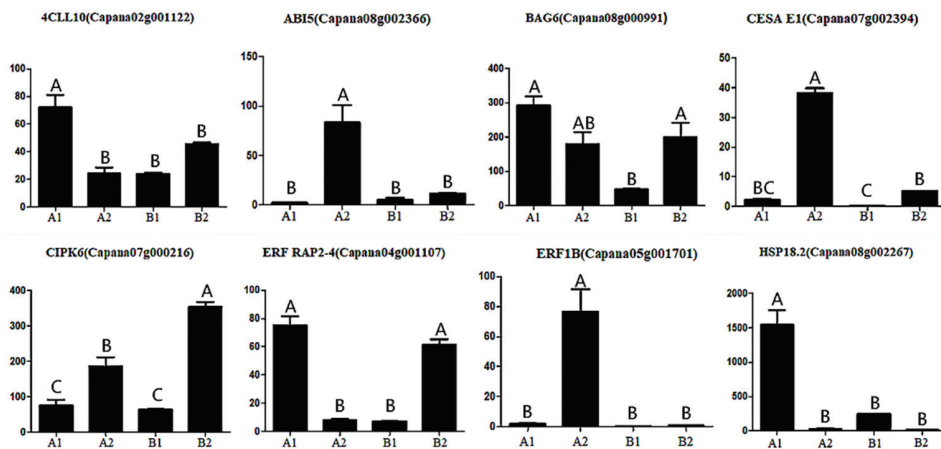 4CLL10(Capana02g001122)
100
80
60
40
20
0
A
B
B
B
A1
A2
B1
B2
ABI5(Capana08g002366)
150
100
50
0
B
A
B
B
A1
A2
B1
B2
BAG6(Capana08g000991)
400
300
200
100
0
A
AB
B
A
A1
A2
B1
B2
CESA E1(Capana07g002394)
50
40
30
20
10
0
BC
A
C
B
A1
A2
B1
B2
CIPK6(Capana07g000216)
400
300
200
100
0
C
B
C
A
A1
A2
B1
B2
ERF RAP2-4(Capana04g001107)
100
80
60
40
20
0
A
B
B
A
A1
A2
B1
B2
ERF1B(Capana05g001701)
100
80
60
40
20
0
B
A
B
B
A1
A2
B1
B2
HSP18.2(Capana08g002267)
2000
1500
1000
500
0
A
B
B
B
A1
A2
B1
B2